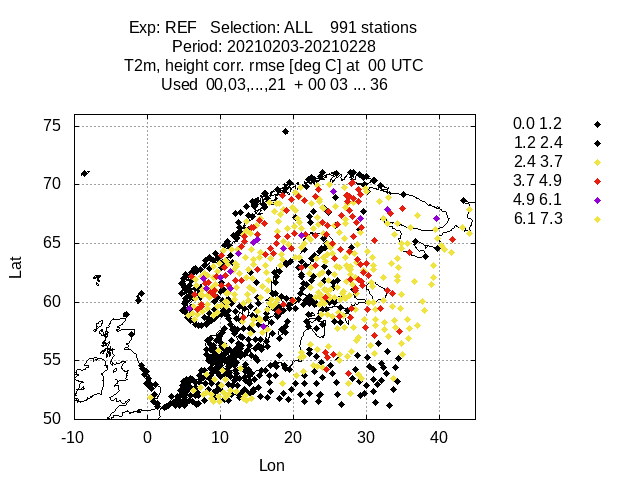 Exp: REF   Selection: ALL    991 stations
Period: 20210203-20210228
T2m, height corr. rmse [deg C] at  00 UTC
Used  00,03,...,21  + 00 03 ... 36
0.0 1.2
1.2 2.4
2.4 3.7
3.7 4.9
4.9 6.1
6.1 7.3
75
70
65
60
55
50
Lat
-10 0 10 20 30 40
Lon